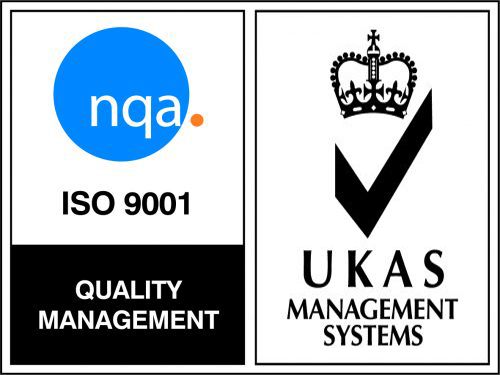 nqa.
ISO 9001
QUALITY
MANAGEMENT
UKAS
MANAGEMENT
SYSTEMS